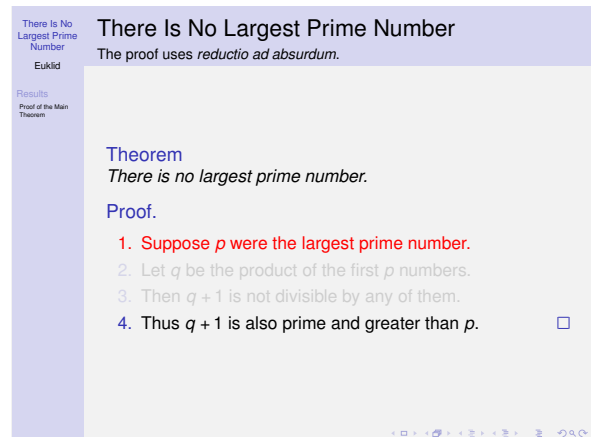 There Is No
Largest Prime
Number
Euklid
Results
Proof of the Main
Theorem
There Is No Largest Prime Number
The proof uses reductio ad absurdum.
Theorem
There is no largest prime number.
Proof.
1. Suppose p were the largest prime number.
2. Let q be the product of the first p numbers.
3. Then q + 1 is not divisible by any of them.
4. Thus q + 1 is also prime and greater than p. □